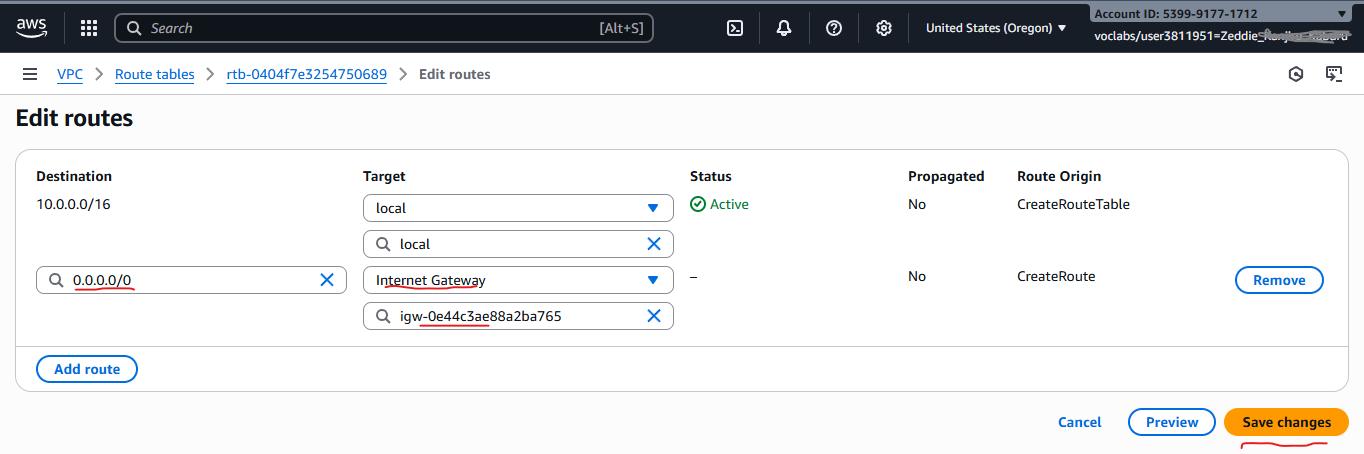 aws
Search [Alt+S]
United States (Oregon)
Account ID: 5399-9177-1712
voclabs/user3811951=Zeddie_
VPC > Route tables > rtb-0404f7e3254750689 > Edit routes
Edit routes
Destination Target Status Propagated Route Origin
10.0.0.0/16 local Active No CreateRouteTable
local
0.0.0.0/0 Internet Gateway – No CreateRoute Remove
igw-0e44c3ae88a2ba765
Add route
Cancel Preview Save changes